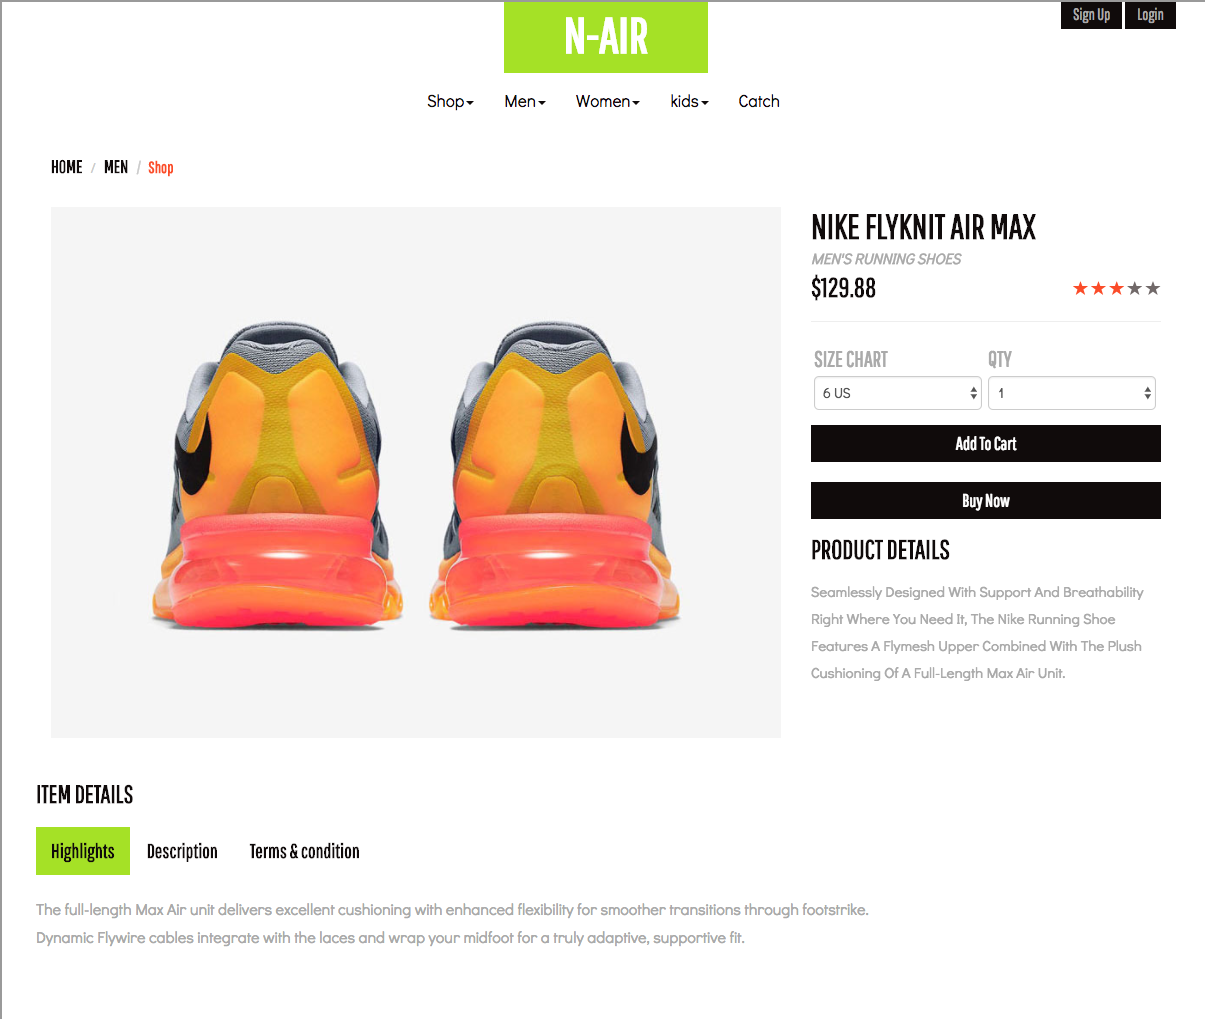 N-AIR
Sign Up
Login
Shop
Men
Women
kids
Catch
HOME / MEN / Shop
NIKE FLYKNIT AIR MAX
MEN'S RUNNING SHOES
$129.88
SIZE CHART
QTY
6 US
1
Add To Cart
Buy Now
PRODUCT DETAILS
Seamlessly Designed With Support And Breathability
Right Where You Need It, The Nike Running Shoe
Features A Flymesh Upper Combined With The Plush
Cushioning Of A Full-Length Max Air Unit.
ITEM DETAILS
Highlights
Description
Terms & condition
The full-length Max Air unit delivers excellent cushioning with enhanced flexibility for smoother transitions through footstrike.
Dynamic Flywire cables integrate with the laces and wrap your midfoot for a truly adaptive, supportive fit.